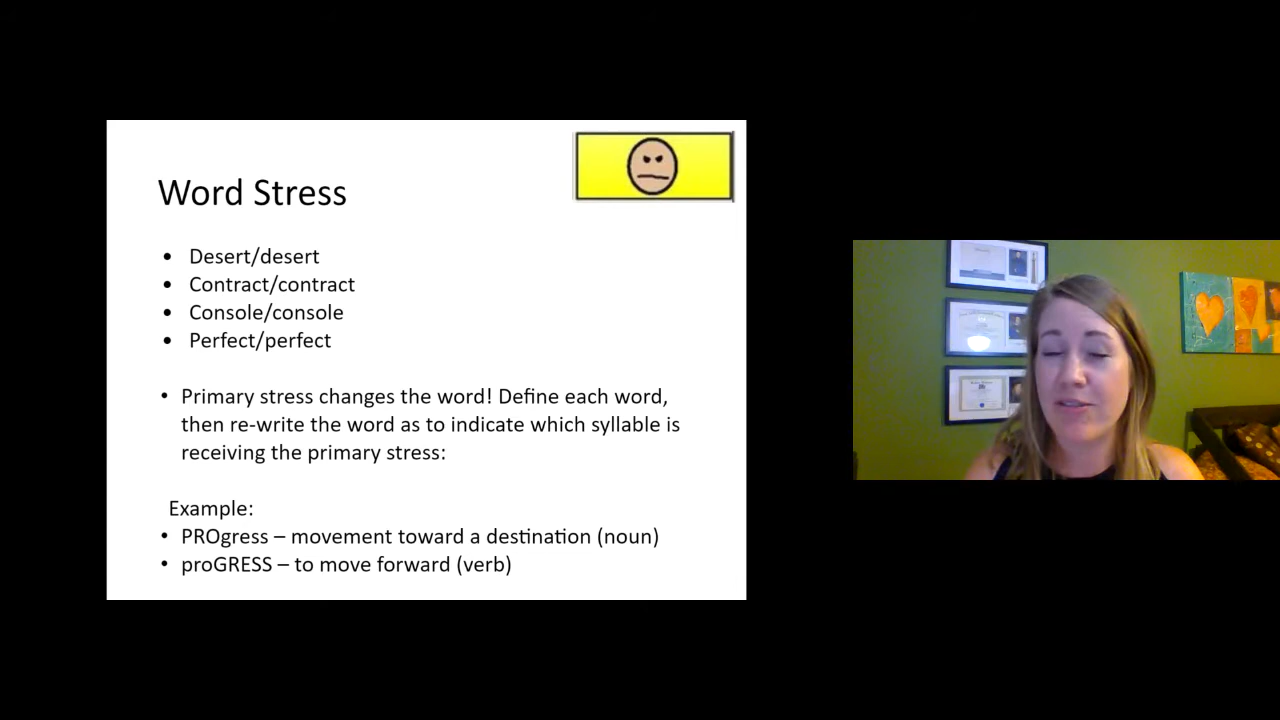 Word Stress
• Desert/desert
• Contract/contract
• Console/console
• Perfect/perfect
• Primary stress changes the word! Define each word,
then re-write the word as to indicate which syllable is
receiving the primary stress:
Example:
• PROgress – movement toward a destination (noun)
• proGRESS – to move forward (verb)